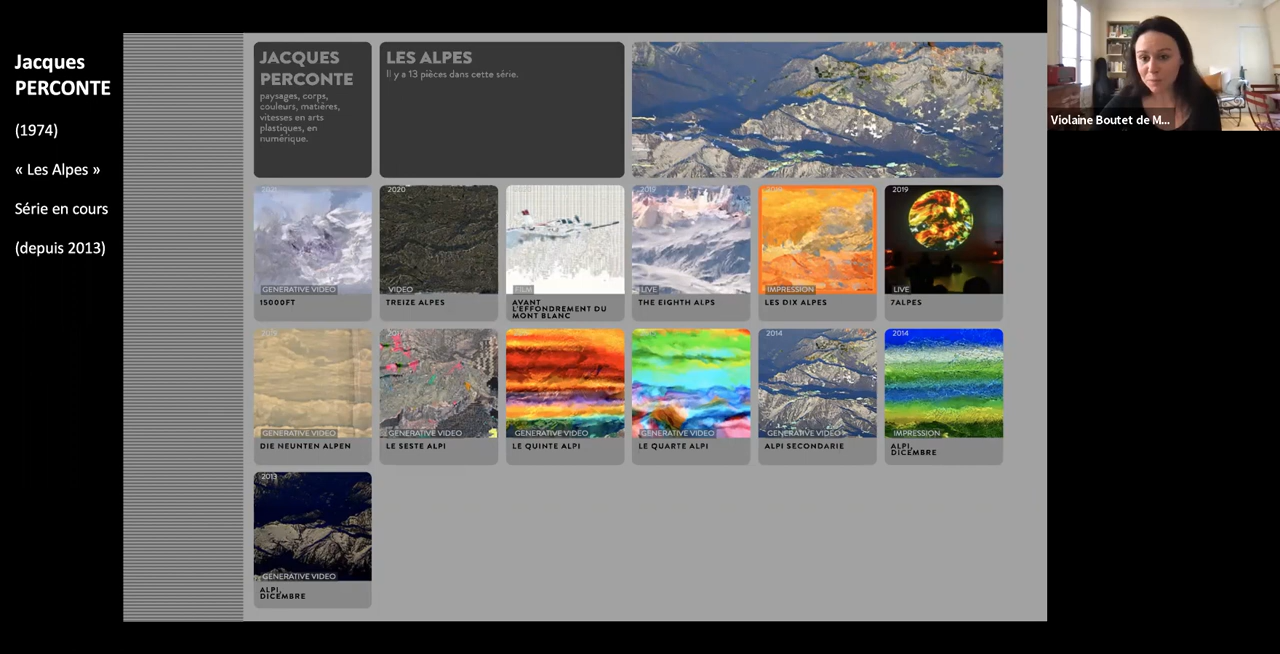 Jacques
PERCONTE
(1974)
« Les Alpes »
Série en cours
(depuis 2013)
JACQUES
PERCONTE
paysages, corps,
couleurs, matières,
vitesses en arts
plastiques, en
numérique.
LES ALPES
Il y a 13 pièces dans cette série.
Violaine Boutet de M...
2021
GENERATIVE VIDEO
15000FT
2020
VIDEO
TREIZE ALPES
FILM
AVANT
L'EFFONDREMENT DU
MONT BLANC
2019
LIVE
THE EIGHTH ALPS
IMPRESSION
LES DIX ALPES
2019
LIVE
7ALPES
GENERATIVE VIDEO
DIE NEUNTEN ALPEN
GENERATIVE VIDEO
LE SESTE ALPI
GENERATIVE VIDEO
LE QUINTE ALPI
GENERATIVE VIDEO
LE QUARTE ALPI
2014
GENERATIVE VIDEO
ALPI SECONDARIE
2014
IMPRESSION
ALPI,
DICEMBRE
2013
GENERATIVE VIDEO
ALPI,
DICEMBRE